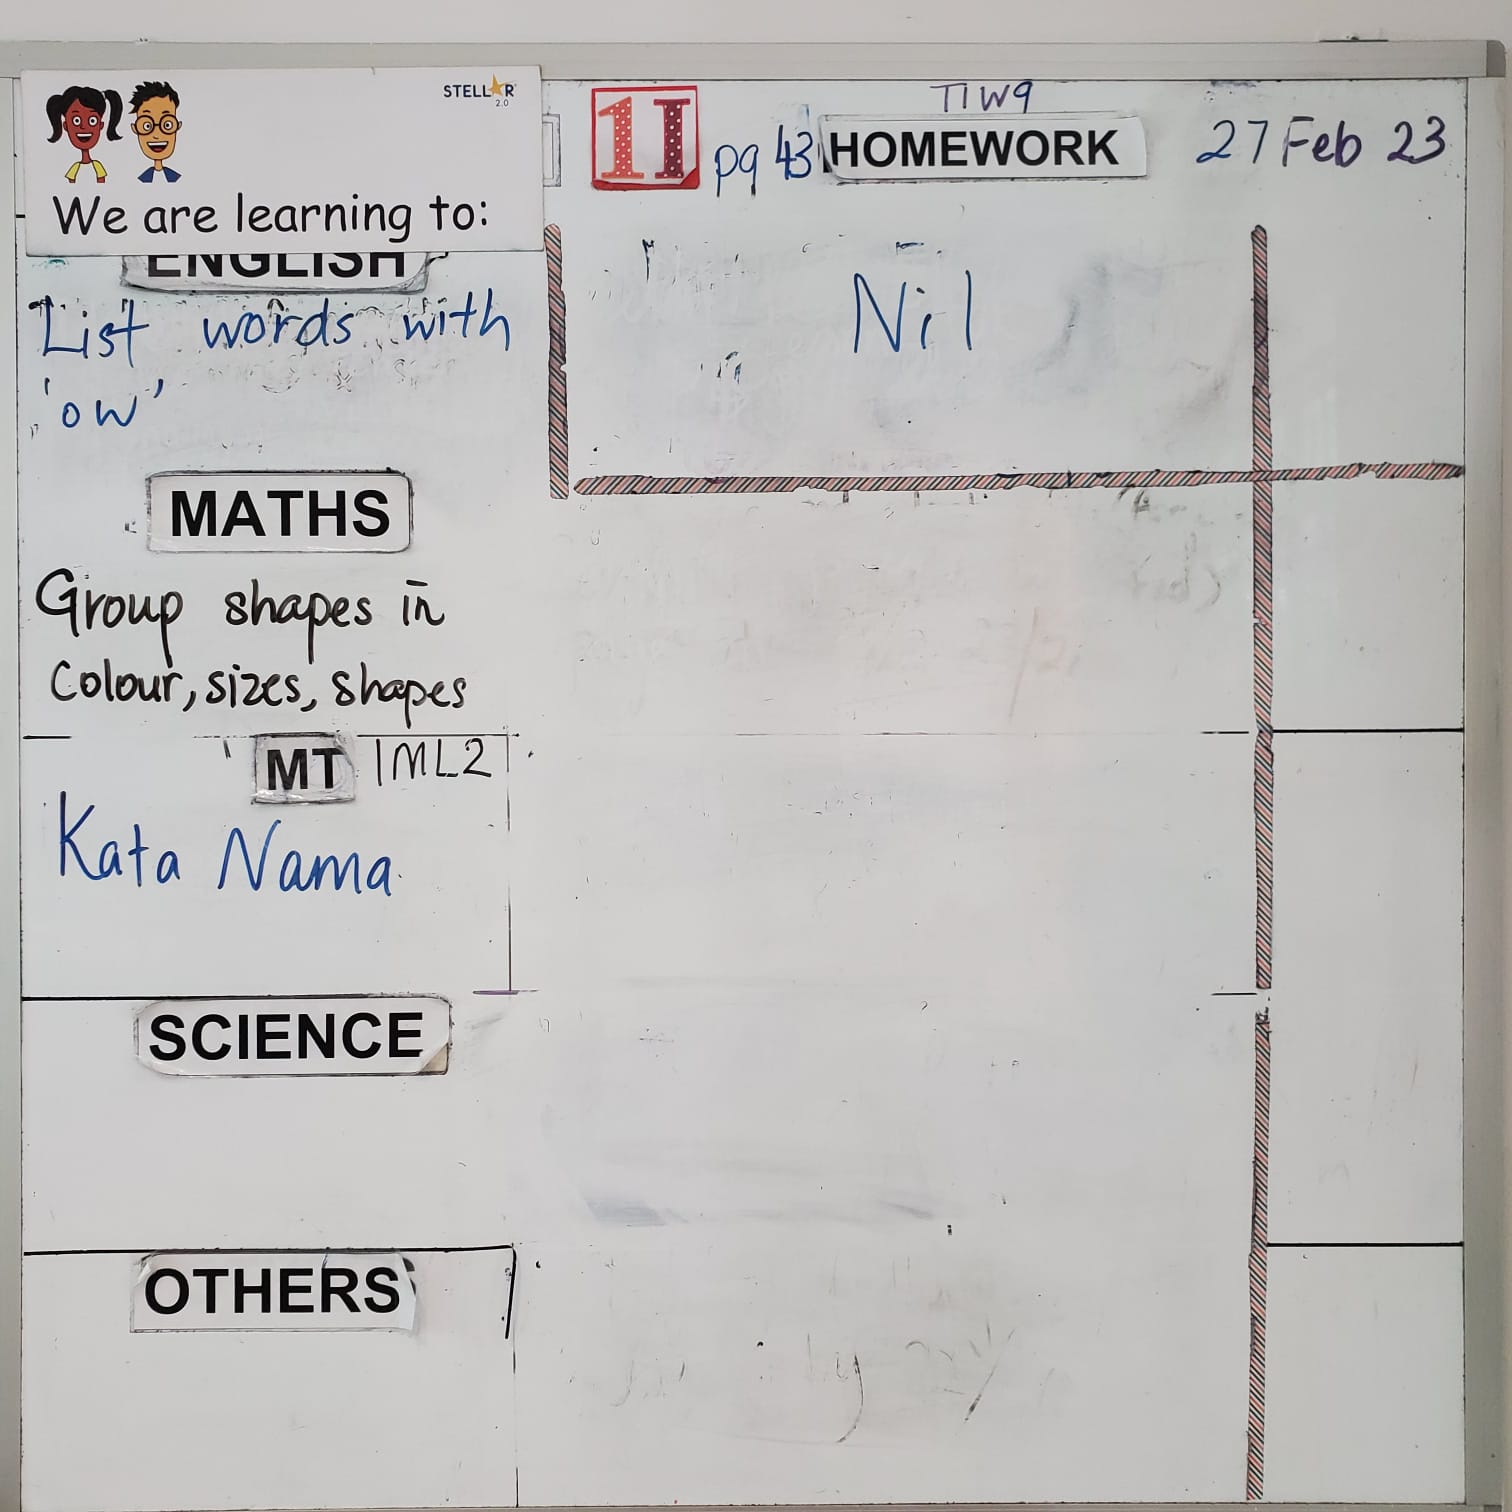 STELLAR
2.0
We are learning to:
1I pg 43 HOMEWORK 27 Feb 23
T1W9
ENGLISH
List words with
'ow'
Nil
MATHS
Group shapes in
Colour, sizes, shapes
MT 1ML2
Kata Nama
SCIENCE
OTHERS